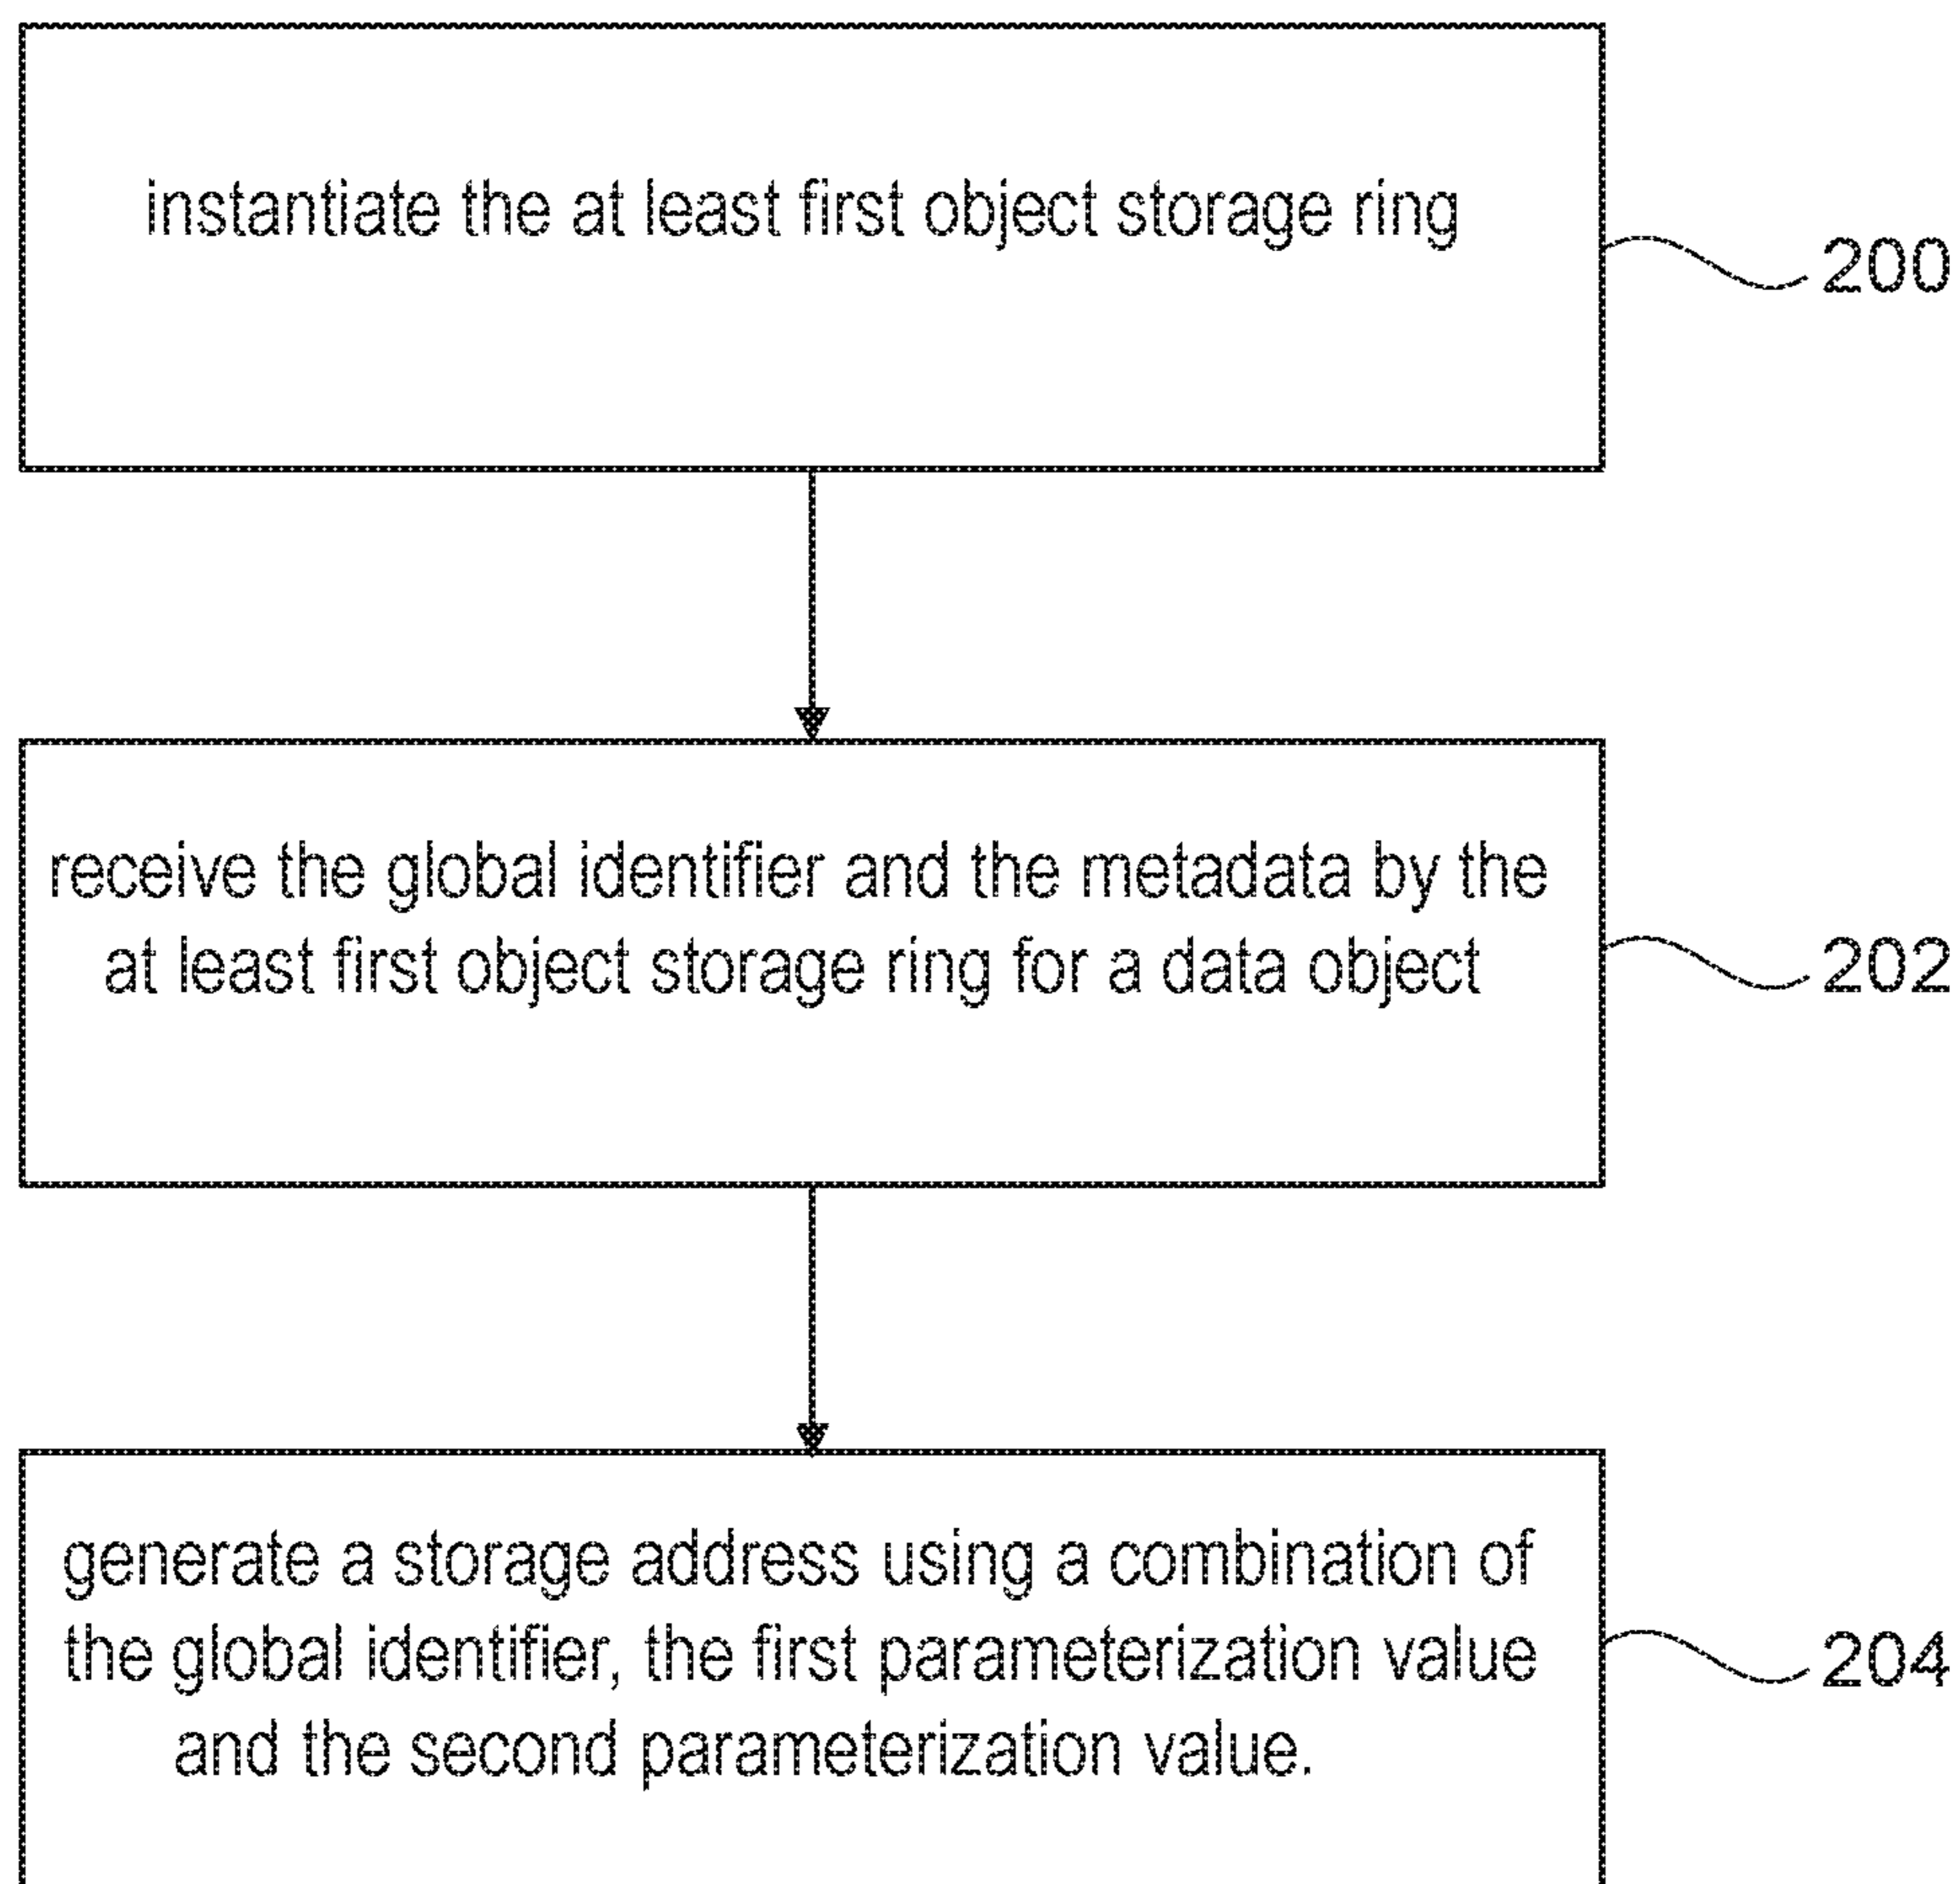 instantiate the at least first object storage ring
200
receive the global identifier and the metadata by the
at least first object storage ring for a data object
202
generate a storage address using a combination of
the global identifier, the first parameterization value
and the second parameterization value.
204